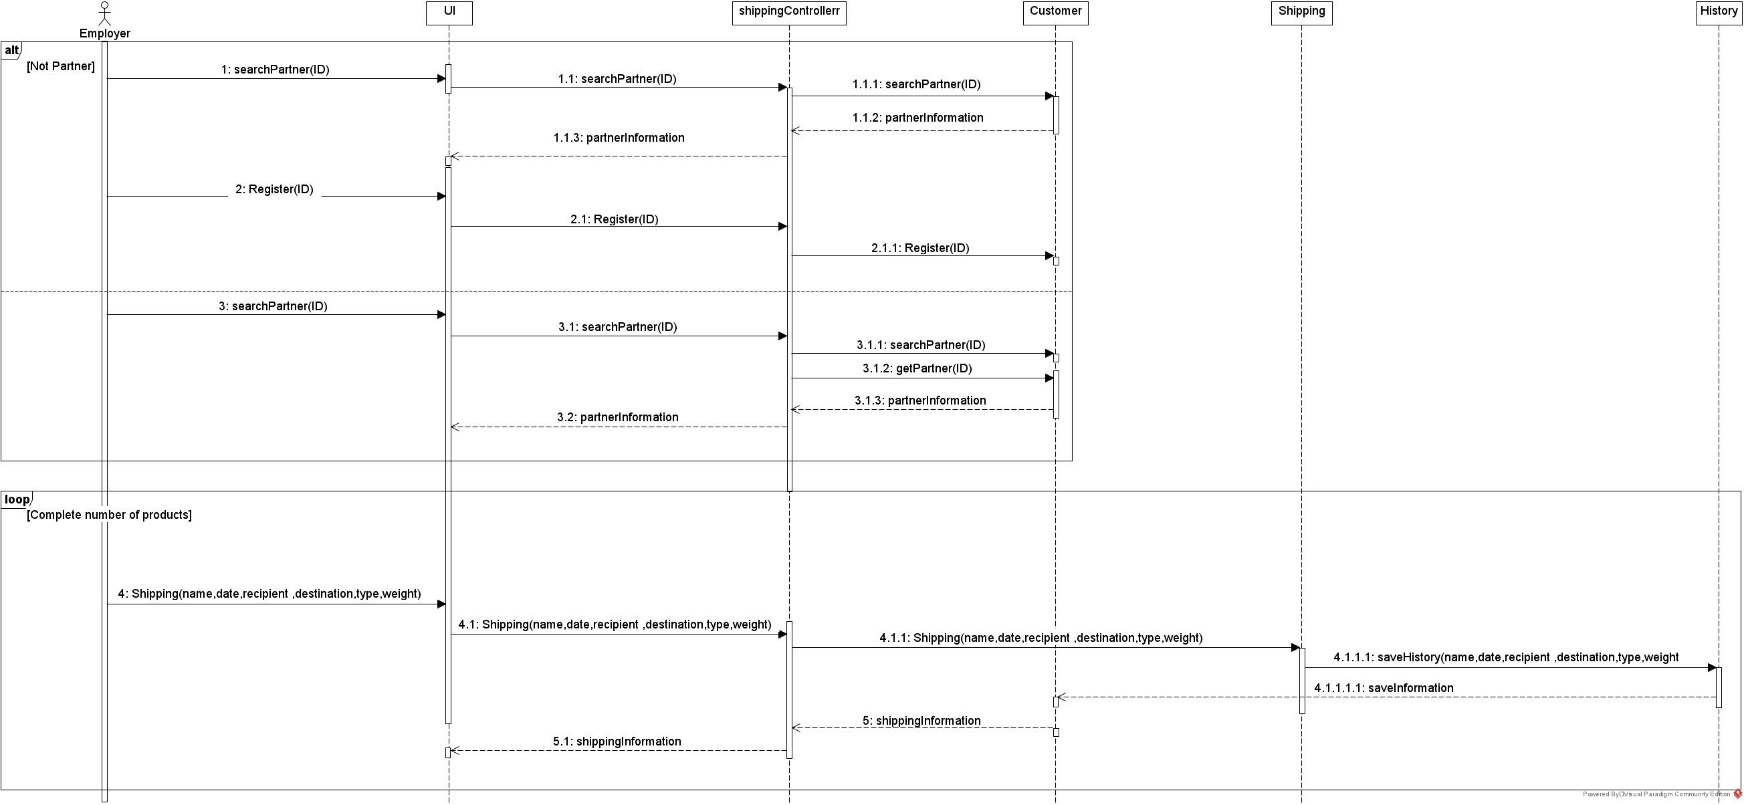 UI
shippingControllerr
Customer
Shipping
History
Employer
alt
[Not Partner]
1: searchPartner(ID)
1.1: searchPartner(ID)
1.1.1: searchPartner(ID)
1.1.2: partnerInformation
1.1.3: partnerInformation
2: Register(ID)
2.1: Register(ID)
2.1.1: Register(ID)
3: searchPartner(ID)
3.1: searchPartner(ID)
3.1.1: searchPartner(ID)
3.1.2: getPartner(ID)
3.1.3: partnerInformation
3.2: partnerInformation
loop
[Complete number of products]
4: Shipping(name,date,recipient ,destination,type,weight)
4.1: Shipping(name,date,recipient ,destination,type,weight)
4.1.1: Shipping(name,date,recipient ,destination,type,weight)
4.1.1.1: saveHistory(name,date,recipient ,destination,type,weight
4.1.1.1.1: saveInformation
5: shippingInformation
5.1: shippingInformation
Powered By Visual Paradigm Community Edition